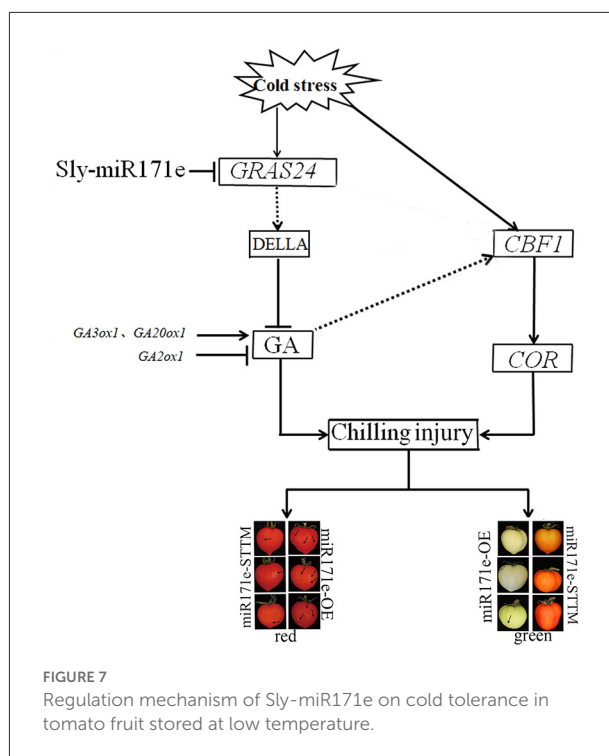 Cold stress
Sly-miR171e
GRAS24
DELLA
CBF1
GA3ox1、GA20ox1
GA2ox1
GA
COR
Chilling injury
miR171e-STTM
miR171e-OE
red
miR171e-OE
miR171e-STTM
green
FIGURE 7
Regulation mechanism of Sly-miR171e on cold tolerance in
tomato fruit stored at low temperature.